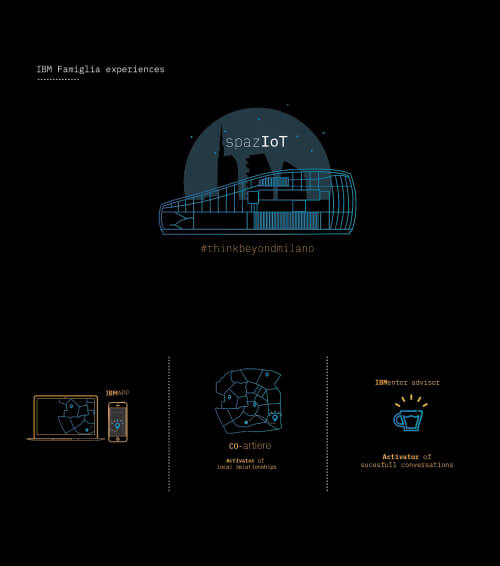 IBM Famiglia experiences
spazIoT
#thinkbeyondmilano
IBMAPP
co-artiere
Activator of
local relationships
IBMentor advisor
Activator of
sucesfull conversations